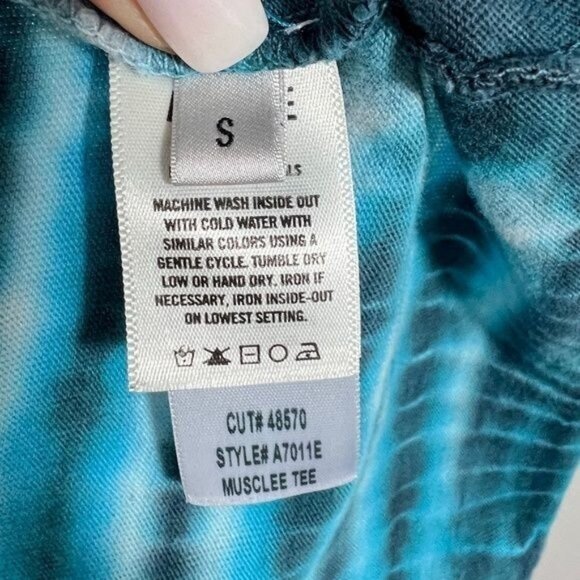 S
LS
MACHINE WASH INSIDE OUT
WITH COLD WATER WITH
SIMILAR COLORS USING A
GENTLE CYCLE. TUMBLE DRY
LOW OR HAND DRY. IRON IF
NECESSARY, IRON INSIDE-OUT
ON LOWEST SETTING.
CUT# 48570
STYLE# A7011E
MUSCLEE TEE